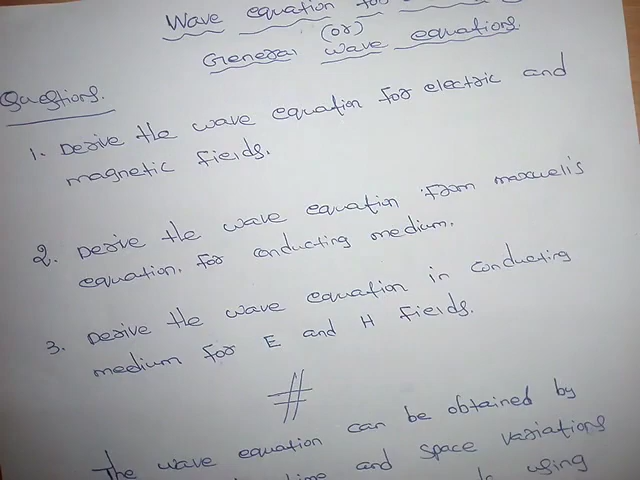 Wave equation for
(or)
General wave equations.
Questions.
1. Derive the wave equation for electric and
magnetic fields.
2. Derive the wave equation from maxwell's
equation. for conducting medium.
3. Derive the wave equation in conducting
medium for E and H fields.
#
The wave equation can be obtained by
time and space variations
using